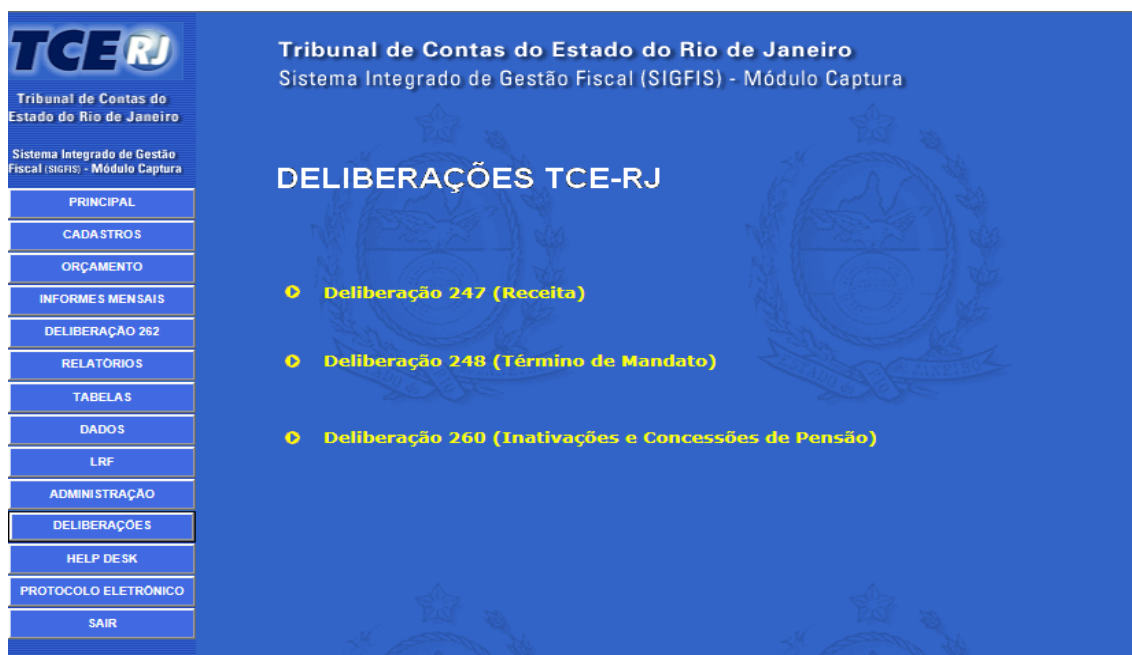 TCE RJ
Tribunal de Contas do
Estado do Rio de Janeiro
Sistema Integrado de Gestão
Fiscal (SIGFIS) - Módulo Captura
PRINCIPAL
CADASTROS
ORÇAMENTO
INFORMES MENSAIS
DELIBERAÇÃO 262
RELATÓRIOS
TABELAS
DADOS
LRF
ADMINISTRAÇÃO
DELIBERAÇÕES
HELP DESK
PROTOCOLO ELETRÔNICO
SAIR
Tribunal de Contas do Estado do Rio de Janeiro
Sistema Integrado de Gestão Fiscal (SIGFIS) - Módulo Captura
DELIBERAÇÕES TCE-RJ
Deliberação 247 (Receita)
Deliberação 248 (Término de Mandato)
Deliberação 260 (Inativações e Concessões de Pensão)